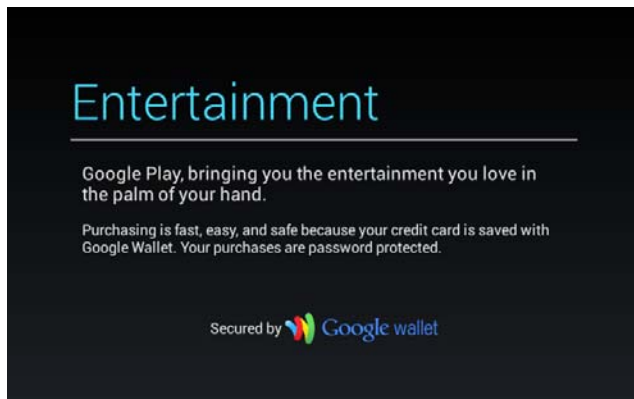 Entertainment
Google Play, bringing you the entertainment you love in
the palm of your hand.
Purchasing is fast, easy, and safe because your credit card is saved with
Google Wallet. Your purchases are password protected.
Secured by Google wallet